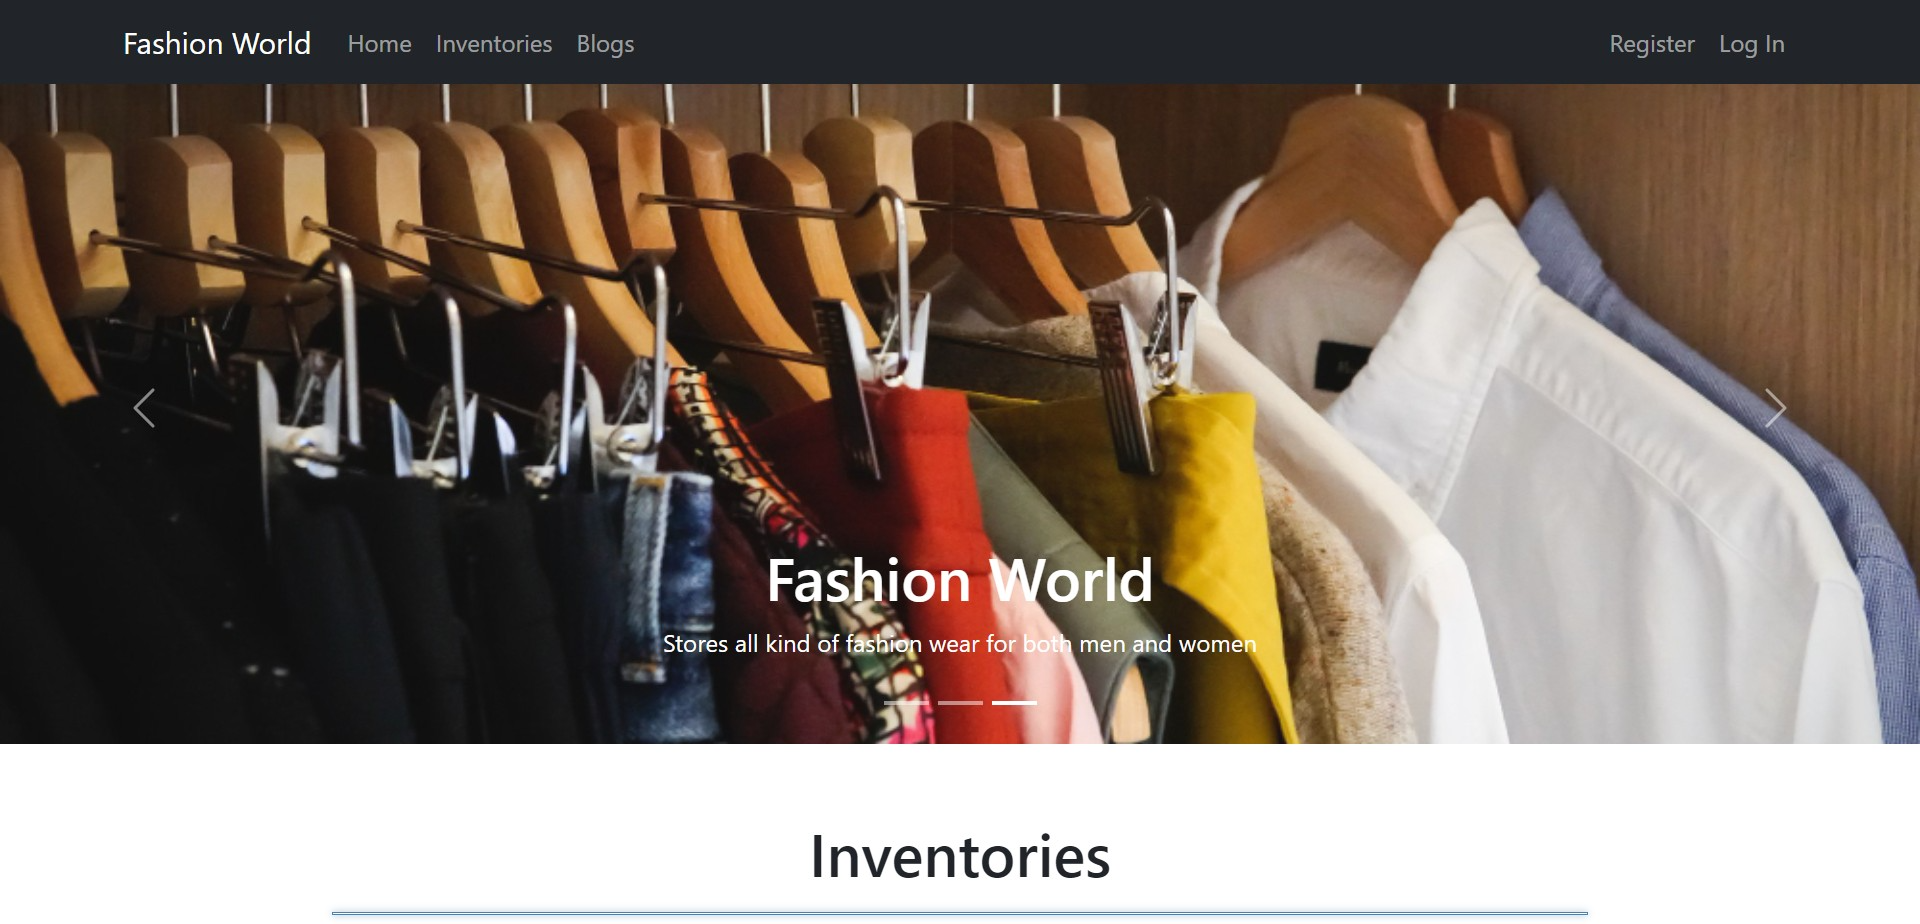 Fashion World Home Inventories Blogs Register Log In
Fashion World
Stores all kind of fashion wear for both men and women
Inventories